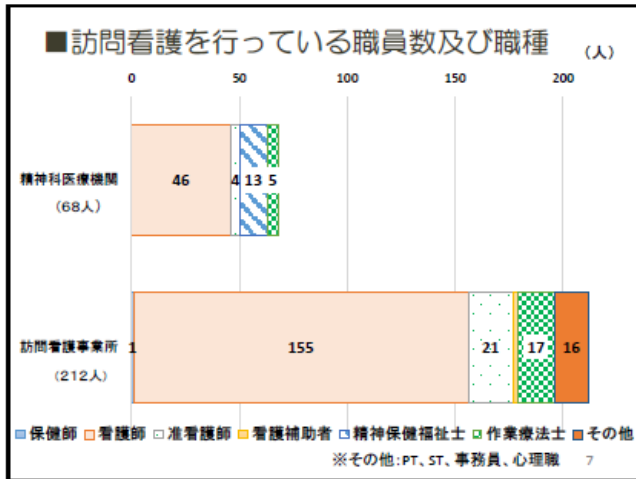 ■訪問看護を行っている職員数及び職種 (人)
0 50 100 150 200
精神科医療機関
(68人)
46 4 13 5
訪問看護事業所
(212人)
1 155 21 17 16
保健師 看護師 准看護師 看護補助者 精神保健福祉士 作業療法士 その他
※その他:PT、ST、事務員、心理職 7